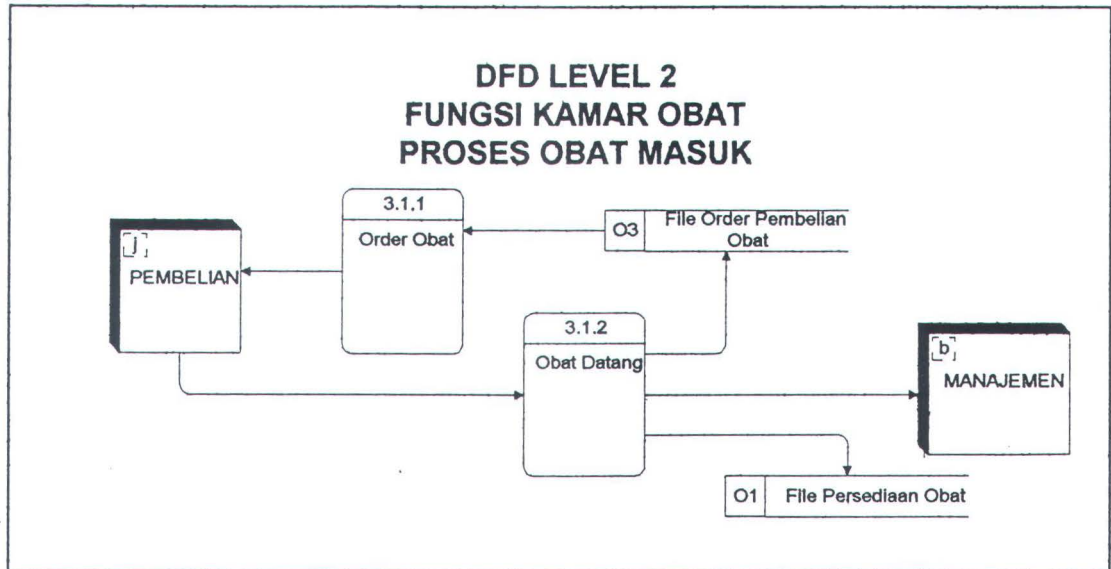 DFD LEVEL 2
FUNGSI KAMAR OBAT
PROSES OBAT MASUK
3.1.1
Order Obat
O3
File Order Pembelian
Obat
[j]
PEMBELIAN
3.1.2
Obat Datang
[b]
MANAJEMEN
O1
File Persediaan Obat